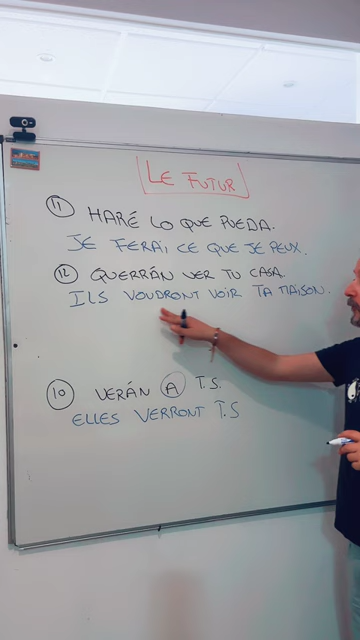 LE FUTUR
11 HARÉ LO QUE PUEDA.
JE FERAI CE QUE JE PEUX.
12 QUERRÁN VER TU CASA
ILS VOUDRONT VOIR TA MAISON.
10 VERÁN A T.S.
ELLES VERRONT T.S